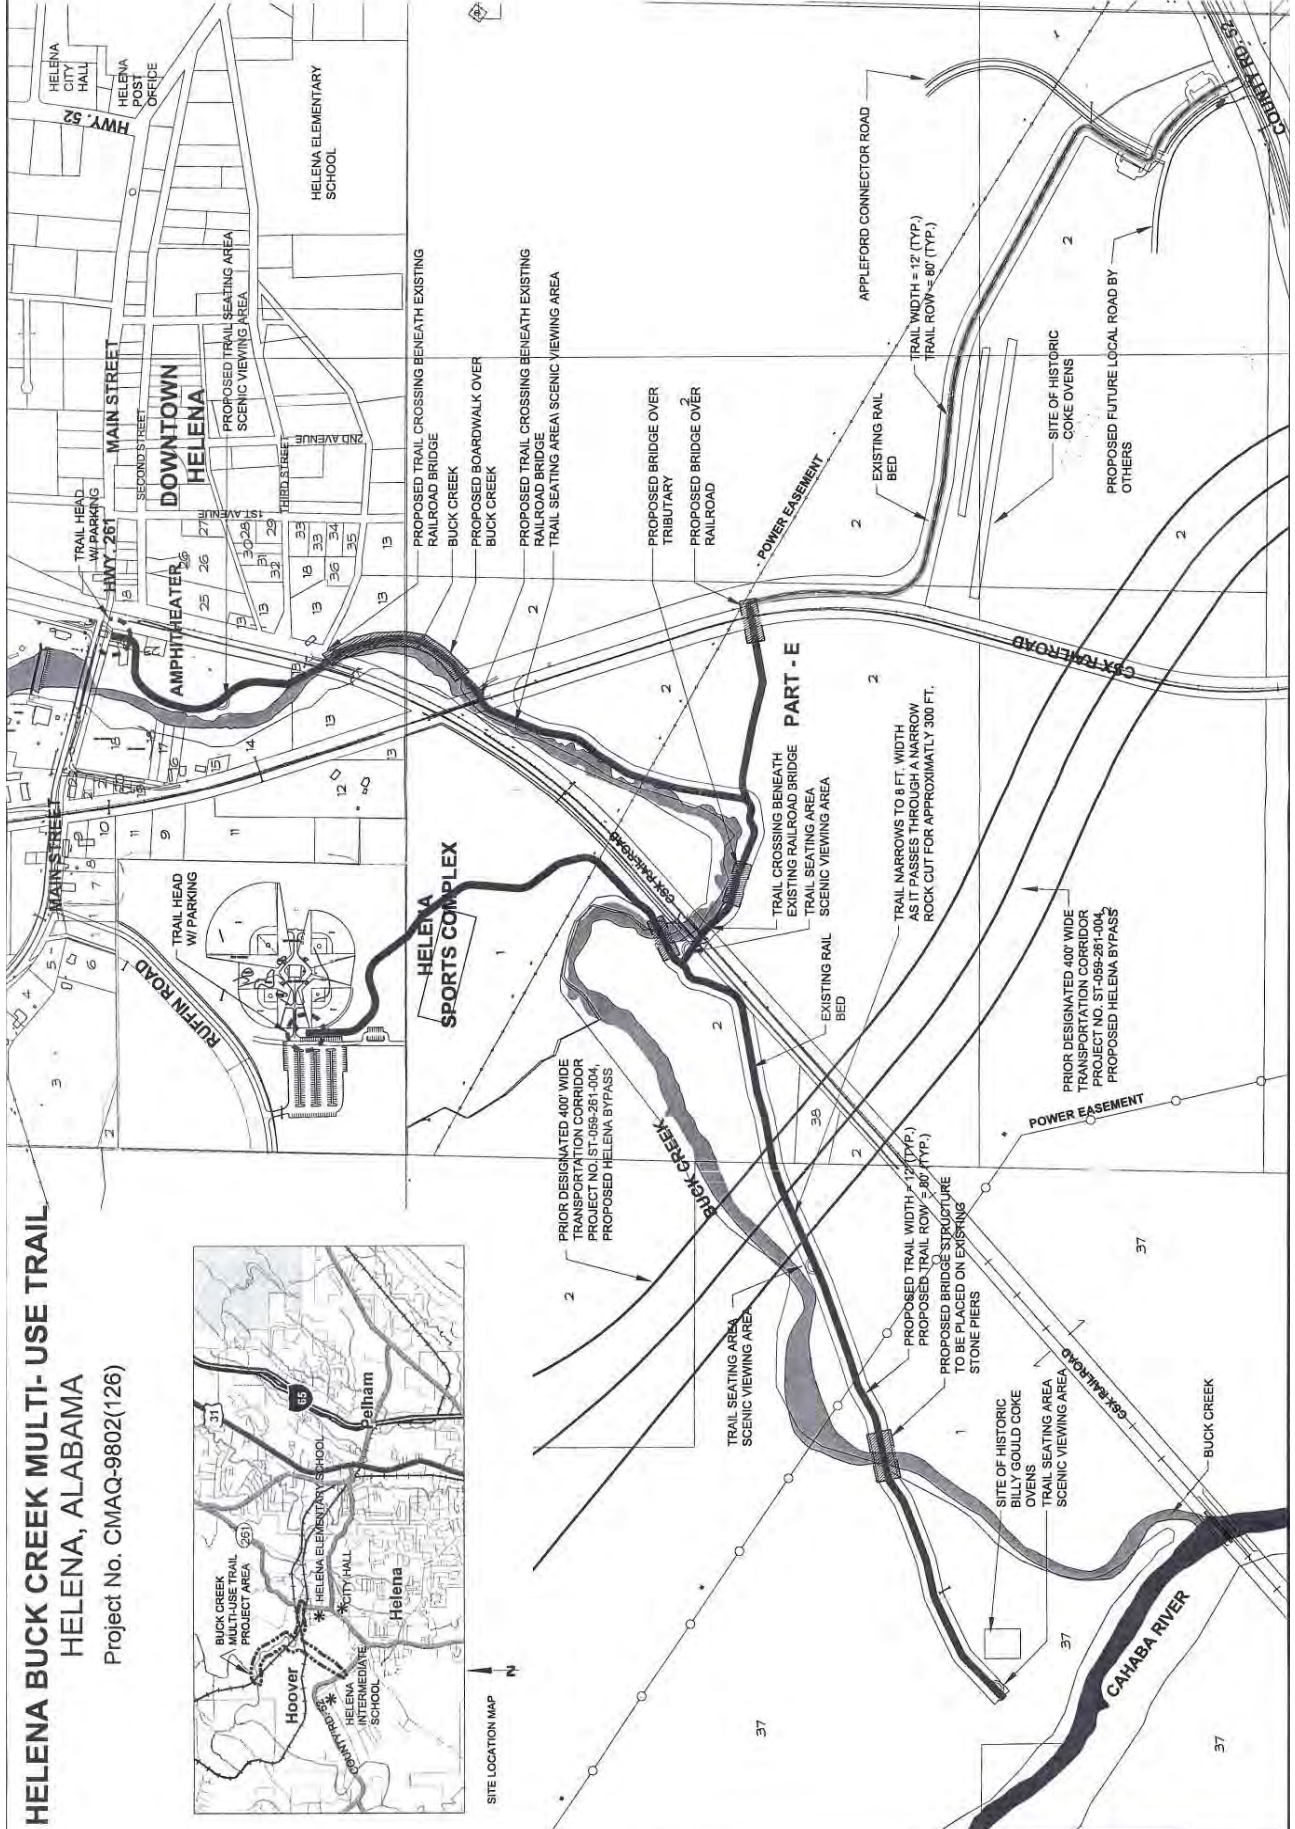 HELENA BUCK CREEK MULTI- USE TRAIL
HELENA, ALABAMA
Project No. CMAQ-9802(126)
BUCK CREEK
MULTI-USE TRAIL
PROJECT AREA
261
31
65
Hoover
HELENA ELEMENTARY SCHOOL
CITY HALL
Pelham
Helena
HELENA
INTERMEDIATE
SCHOOL
SITE LOCATION MAP
N
MAIN STREET
RUFFIN ROAD
TRAIL HEAD
W/ PARKING
HELENA
SPORTS COMPLEX
TRAIL HEAD
W/ PARKING
HWY. 261
MAIN STREET
SECOND STREET
DOWNTOWN
HELENA
AMPHITHEATER
1ST AVENUE
2ND AVENUE
THIRD STREET
HWY. 52
HELENA
CITY
HALL
HELENA
POST
OFFICE
HELENA ELEMENTARY
SCHOOL
PROPOSED TRAIL SEATING AREA
SCENIC VIEWING AREA
PROPOSED TRAIL CROSSING BENEATH EXISTING
RAILROAD BRIDGE
BUCK CREEK
PROPOSED BOARDWALK OVER
BUCK CREEK
PROPOSED TRAIL CROSSING BENEATH EXISTING
RAILROAD BRIDGE
TRAIL SEATING AREA\ SCENIC VIEWING AREA
PROPOSED BRIDGE OVER
TRIBUTARY
PROPOSED BRIDGE OVER
RAILROAD
POWER EASEMENT
PART - E
CSX RAILROAD
CSX RAILROAD
TRAIL CROSSING BENEATH
EXISTING RAILROAD BRIDGE
TRAIL SEATING AREA
SCENIC VIEWING AREA
EXISTING RAIL
BED
TRAIL NARROWS TO 8 FT. WIDTH
AS IT PASSES THROUGH A NARROW
ROCK CUT FOR APPROXIMATLY 300 FT.
EXISTING RAIL
BED
APPLEFORD CONNECTOR ROAD
TRAIL WIDTH = 12' (TYP.)
TRAIL ROW = 80' (TYP.)
SITE OF HISTORIC
COKE OVENS
PROPOSED FUTURE LOCAL ROAD BY
OTHERS
COUNTY RD. 52
PRIOR DESIGNATED 400' WIDE
TRANSPORTATION CORRIDOR
PROJECT NO. ST-059-261-004,
PROPOSED HELENA BYPASS
BUCK CREEK
PRIOR DESIGNATED 400' WIDE
TRANSPORTATION CORRIDOR
PROJECT NO. ST-059-261-004,
PROPOSED HELENA BYPASS
POWER EASEMENT
TRAIL SEATING AREA
SCENIC VIEWING AREA
PROPOSED TRAIL WIDTH = 12' (TYP.)
PROPOSED TRAIL ROW = 80' (TYP.)
PROPOSED BRIDGE STRUCTURE
TO BE PLACED ON EXISTING
STONE PIERS
SITE OF HISTORIC
BILLY GOULD COKE
OVENS
TRAIL SEATING AREA
SCENIC VIEWING AREA
CSX RAILROAD
BUCK CREEK
CAHABA RIVER
37
37
37
37
38